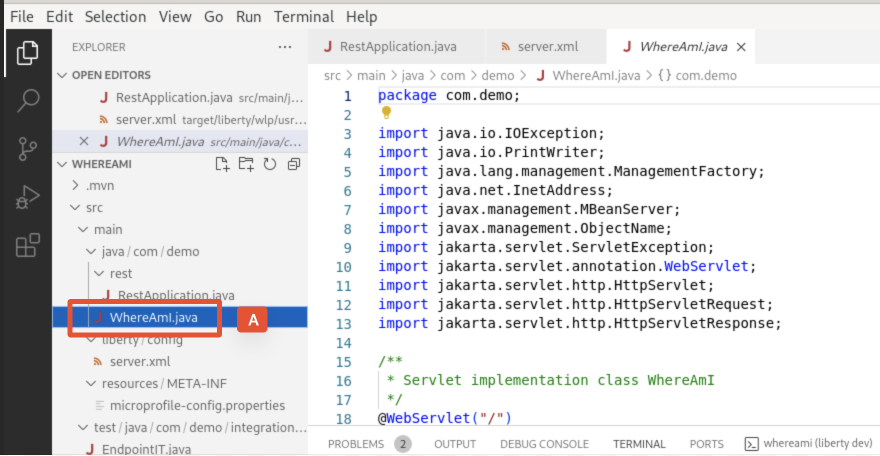 File Edit Selection View Go Run Terminal Help
EXPLORER
OPEN EDITORS
RestApplication.java src/main/j...
server.xml target/liberty/wlp/usr...
WhereAmI.java src/main/java/c...
WHEREAMI
.mvn
src
main
java / com / demo
rest
RestApplication.java
WhereAmI.java
A
liberty / config
server.xml
resources / META-INF
microprofile-config.properties
test / java / com / demo / integration...
EndpointIT.java
RestApplication.java server.xml WhereAmI.java
src > main > java > com > demo > WhereAmI.java > {} com.demo
1 package com.demo;
2
3 import java.io.IOException;
4 import java.io.PrintWriter;
5 import java.lang.management.ManagementFactory;
6 import java.net.InetAddress;
7 import javax.management.MBeanServer;
8 import javax.management.ObjectName;
9 import jakarta.servlet.ServletException;
10 import jakarta.servlet.annotation.WebServlet;
11 import jakarta.servlet.http.HttpServlet;
12 import jakarta.servlet.http.HttpServletRequest;
13 import jakarta.servlet.http.HttpServletResponse;
14
15 /**
16 * Servlet implementation class WhereAmI
17 */
18 @WebServlet("/")
PROBLEMS 2 OUTPUT DEBUG CONSOLE TERMINAL PORTS whereami (liberty dev)